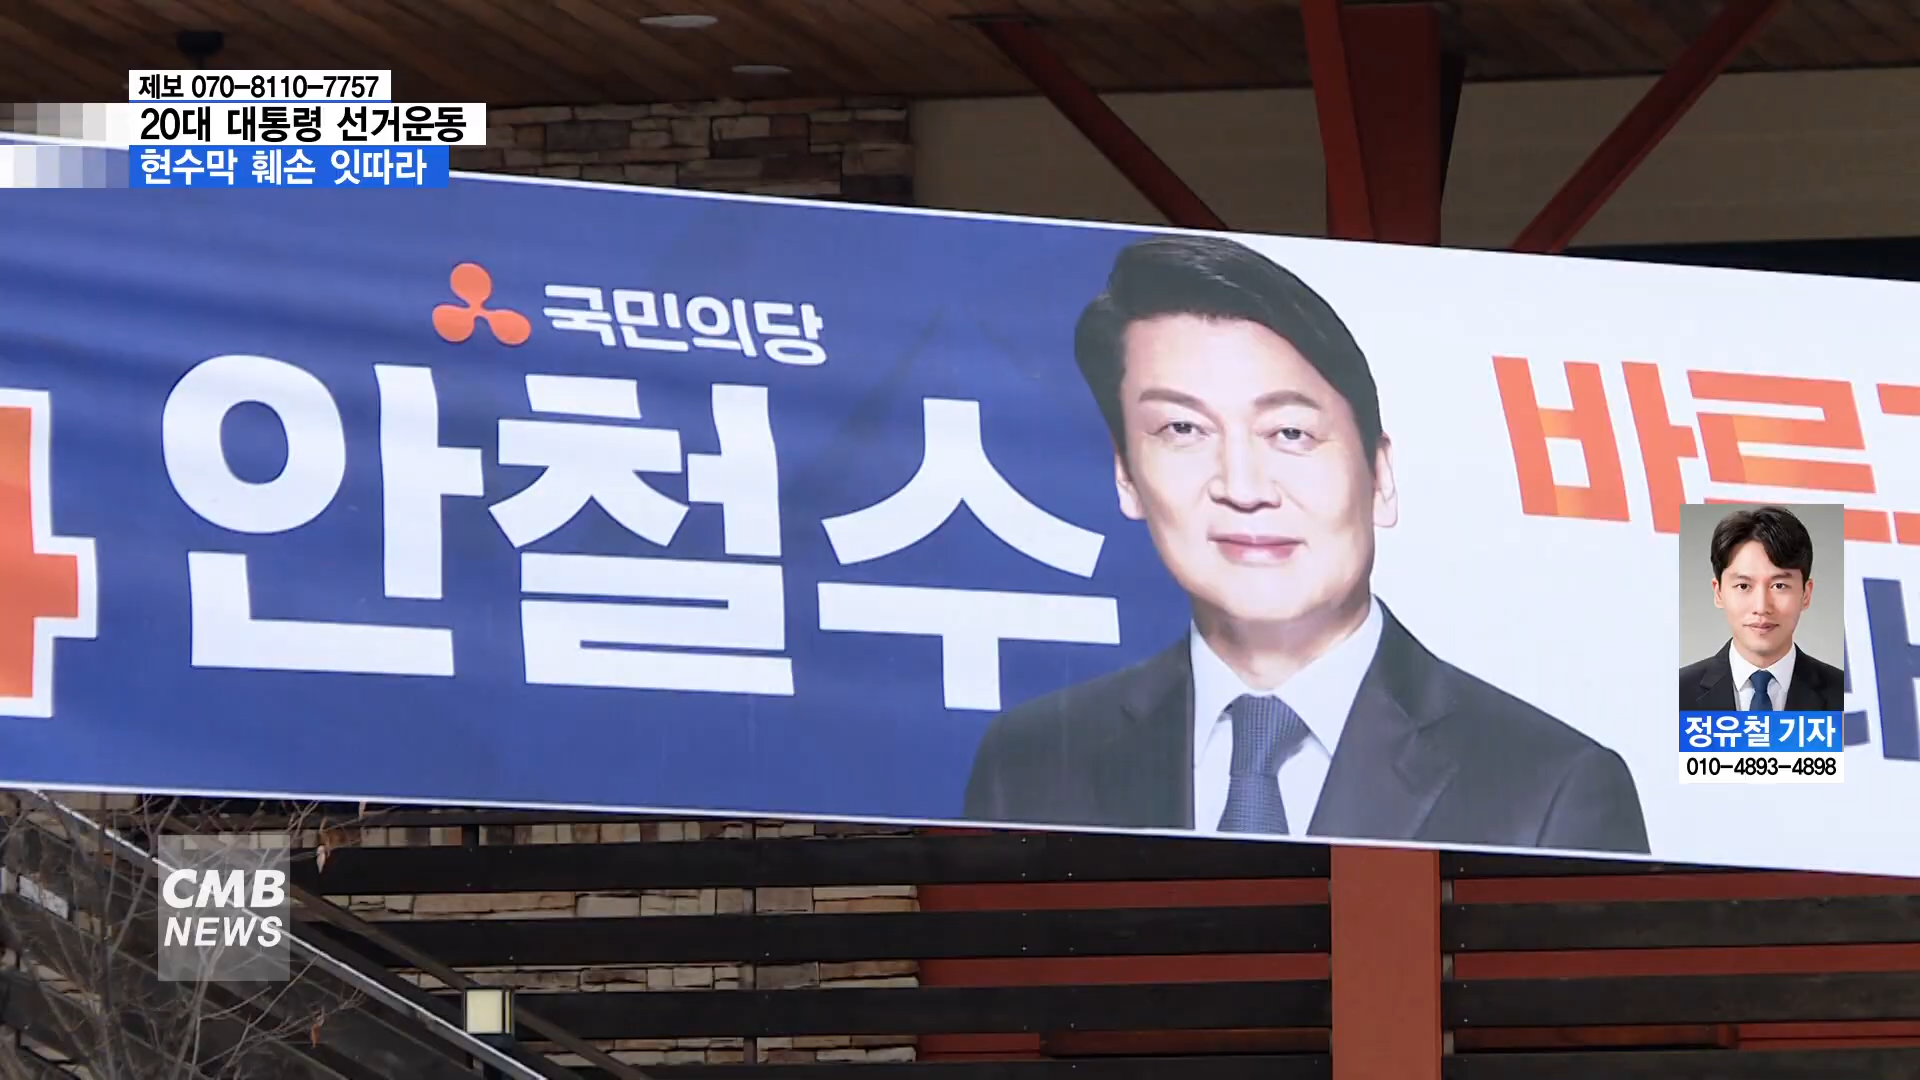 제보 070-8110-7757
20대 대통령 선거운동
현수막 훼손 잇따라
국민의당
안철수
바르
정유철 기자
010-4893-4898
CMB
NEWS